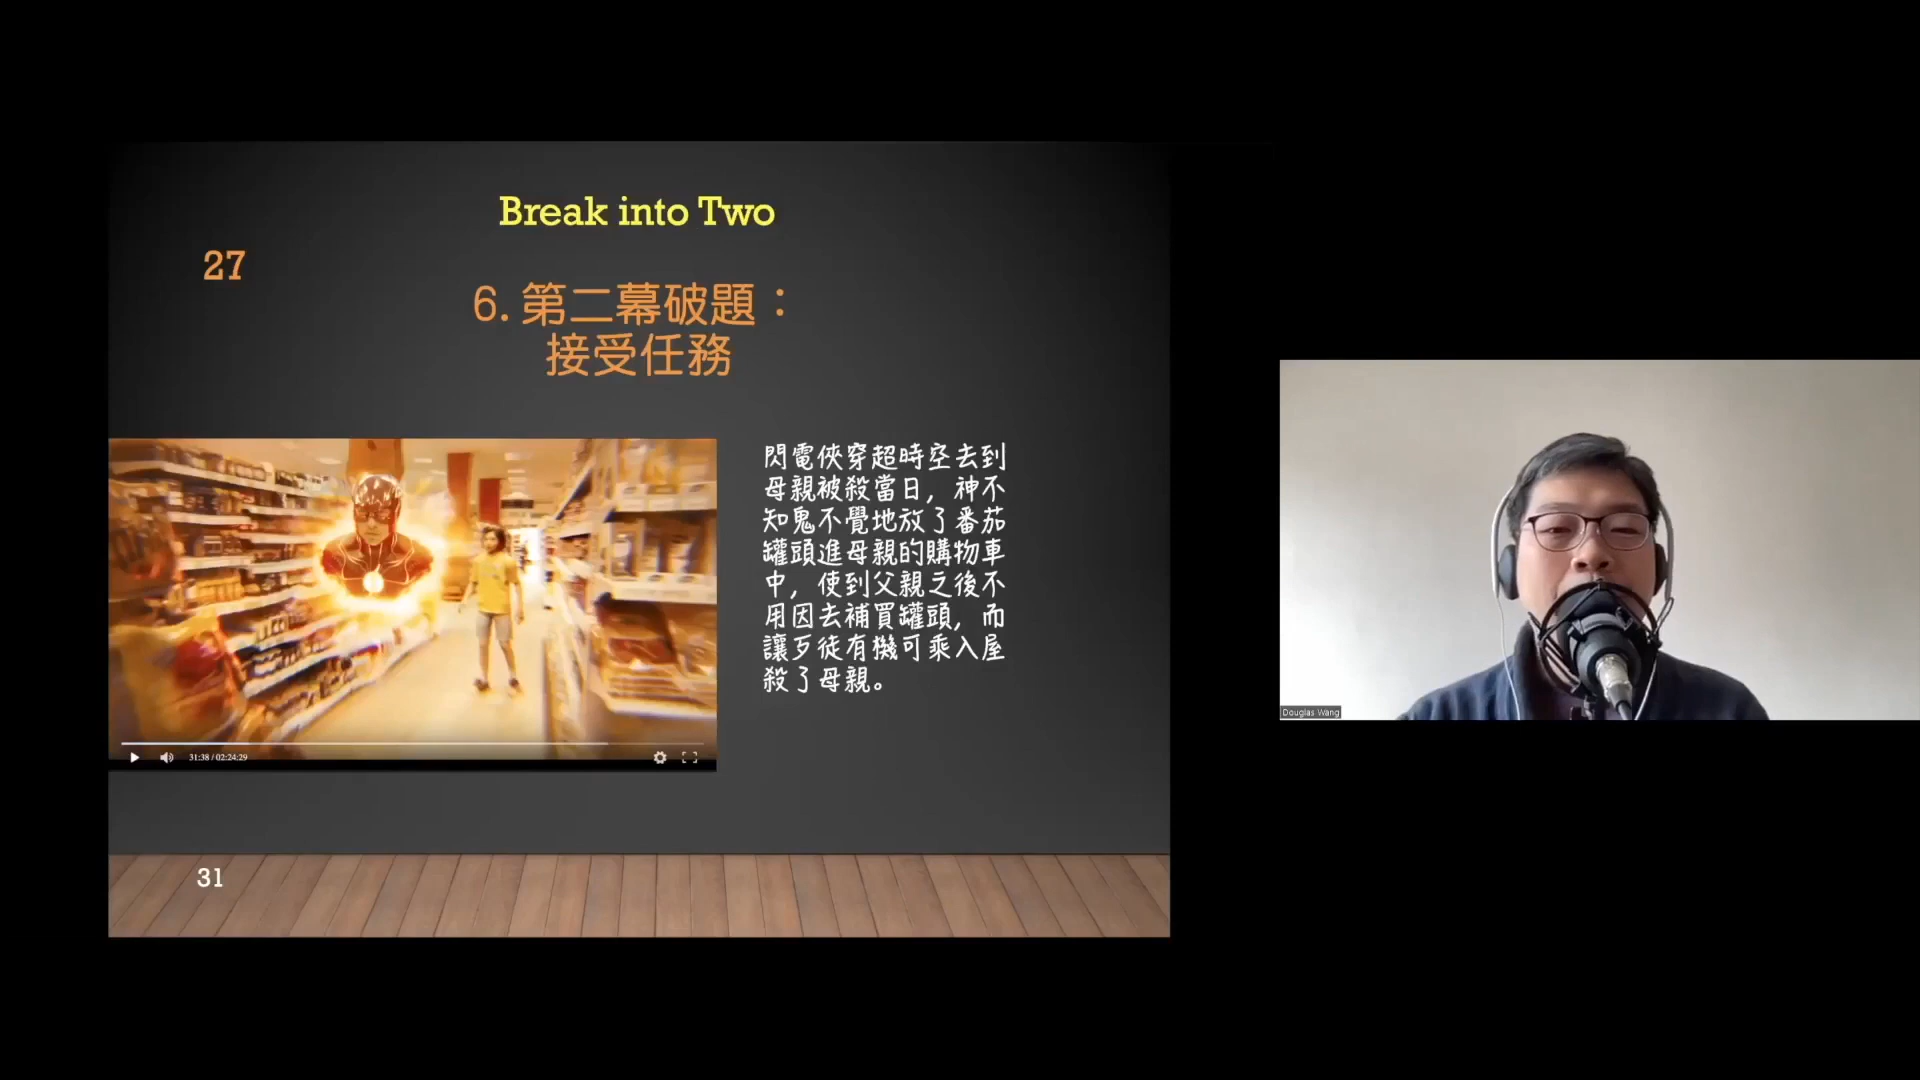 Break into Two
27
6. 第二幕破題：
接受任務
閃電俠穿超時空去到
母親被殺當日，神不
知鬼不覺地放了番茄
罐頭進母親的購物車
中，使到父親之後不
用因去補買罐頭，而
讓歹徒有機可乘入屋
殺了母親。
31:38 / 02:24:29
31
Douglas Wang